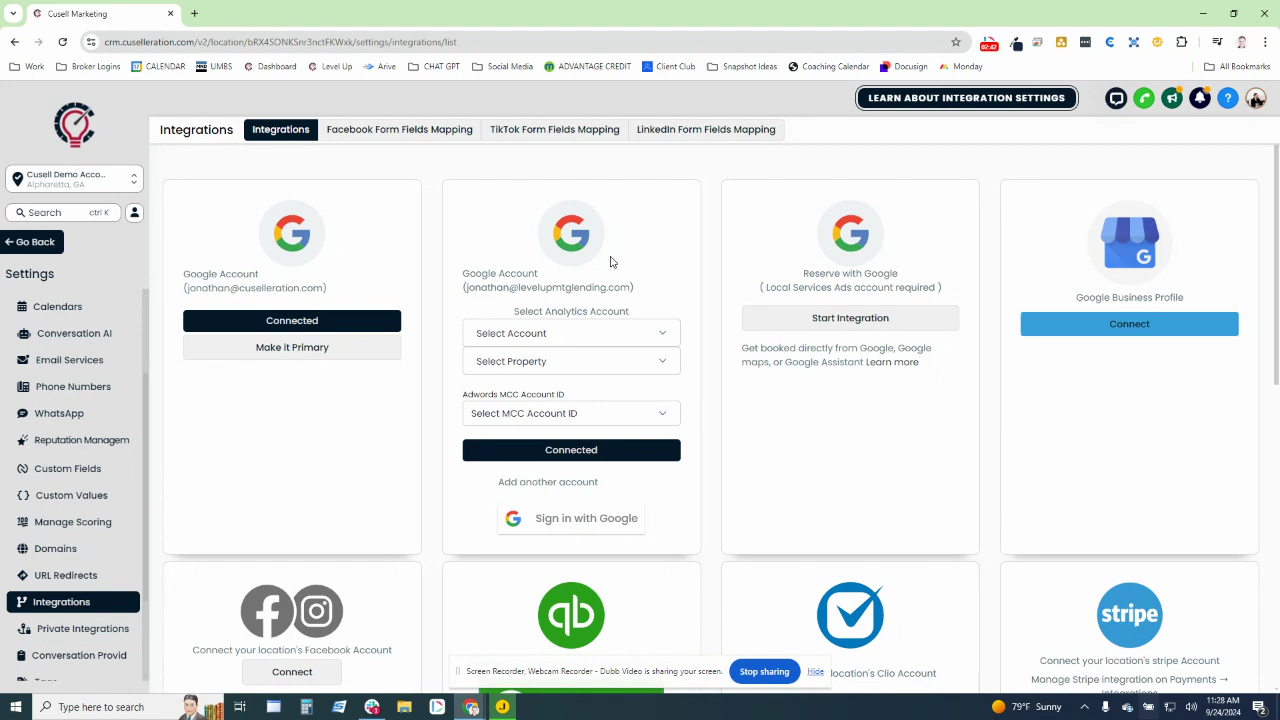 Cusell Marketing
crm.cuselleration.com/v2/location/bRX4SONKSnr3nctFKWxk/settings/integrations/list
02:42
Work
Broker Logins
CALENDAR
UMBS
Dashboard
Level Up
Arive
CHAT GPT
Social Media
ADVANTAGE CREDIT
Client Club
Snapshot Ideas
Coaching Calendar
Docusign
Monday
All Bookmarks
LEARN ABOUT INTEGRATION SETTINGS
Integrations
Integrations
Facebook Form Fields Mapping
TikTok Form Fields Mapping
LinkedIn Form Fields Mapping
Cusell Demo Acco...
Alpharetta, GA
Search ctrl K
Go Back
Settings
Calendars
Conversation AI
Email Services
Phone Numbers
WhatsApp
Reputation Managem
Custom Fields
Custom Values
Manage Scoring
Domains
URL Redirects
Integrations
Private Integrations
Conversation Provid
Google Account
(jonathan@cuselleration.com)
Connected
Make it Primary
Google Account
(jonathan@levelupmtglending.com)
Select Analytics Account
Select Account
Select Property
Adwords MCC Account ID
Select MCC Account ID
Connected
Add another account
Sign in with Google
Reserve with Google
( Local Services Ads account required )
Start Integration
Get booked directly from Google, Google
maps, or Google Assistant Learn more
Google Business Profile
Connect
Connect your location's Facebook Account
Connect
qb
location's Clio Account
stripe
Connect your location's stripe Account
Manage Stripe integration on Payments →
Screen Recorder, Webcam Recorder - Dubb Video is sharing your screen.
Stop sharing
Hide
Type here to search
79°F Sunny
11:28 AM
9/24/2024
2